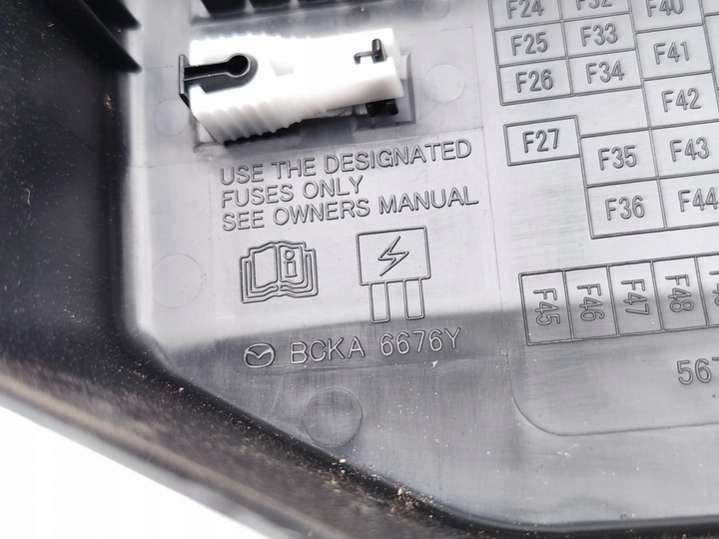 F24 F32 F40
F25 F33
F41
F26 F34
F42
F27
F35 F43
F36 F44
USE THE DESIGNATED
FUSES ONLY
SEE OWNERS MANUAL
F45 F46 F47 F48
BCKA 6676Y